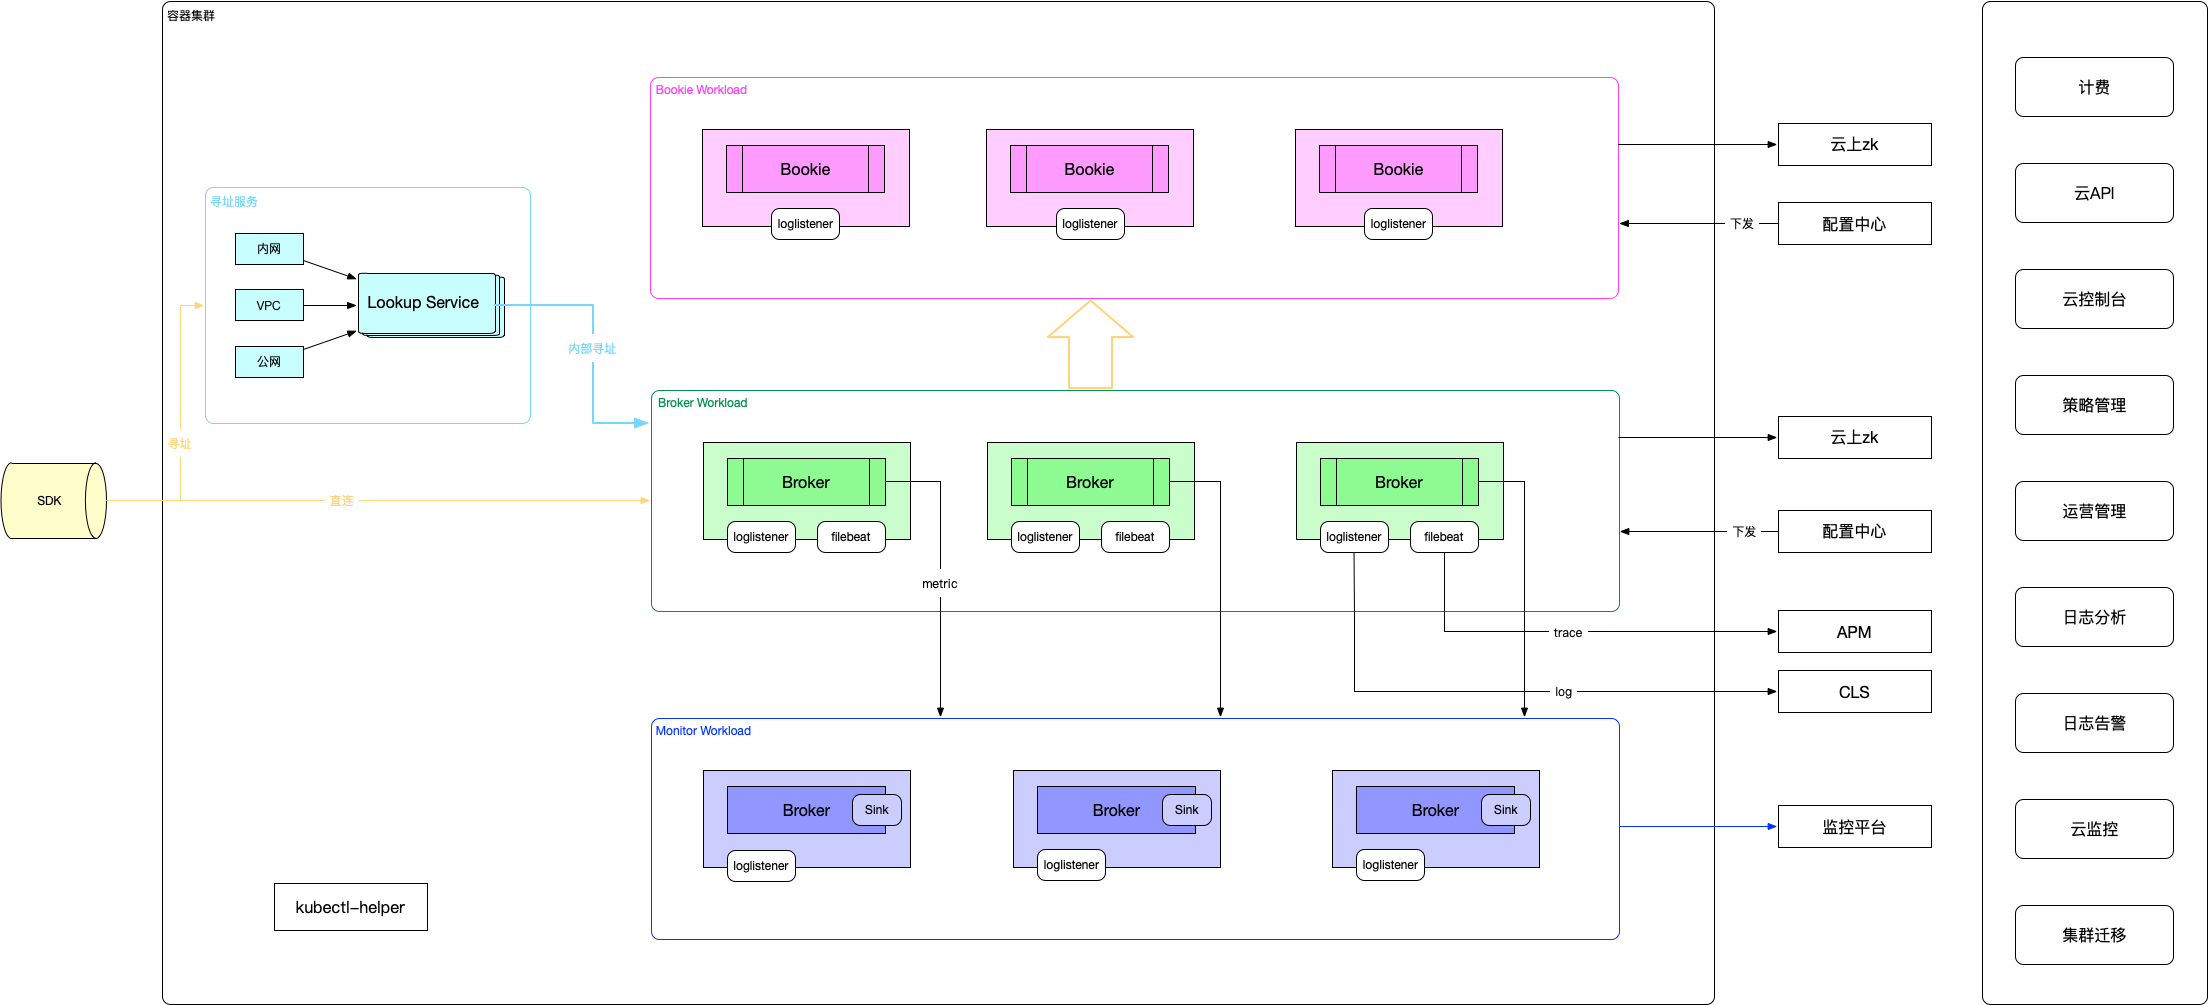 容器集群
SDK
寻址
直连
寻址服务
内网
VPC
公网
Lookup Service
内部寻址
Bookie Workload
Bookie
loglistener
Bookie
loglistener
Bookie
loglistener
Broker Workload
Broker
loglistener
filebeat
Broker
loglistener
filebeat
Broker
loglistener
filebeat
metric
trace
log
Monitor Workload
Broker
Sink
loglistener
Broker
Sink
loglistener
Broker
Sink
loglistener
kubectl-helper
云上zk
下发
配置中心
云上zk
下发
配置中心
APM
CLS
监控平台
计费
云API
云控制台
策略管理
运营管理
日志分析
日志告警
云监控
集群迁移